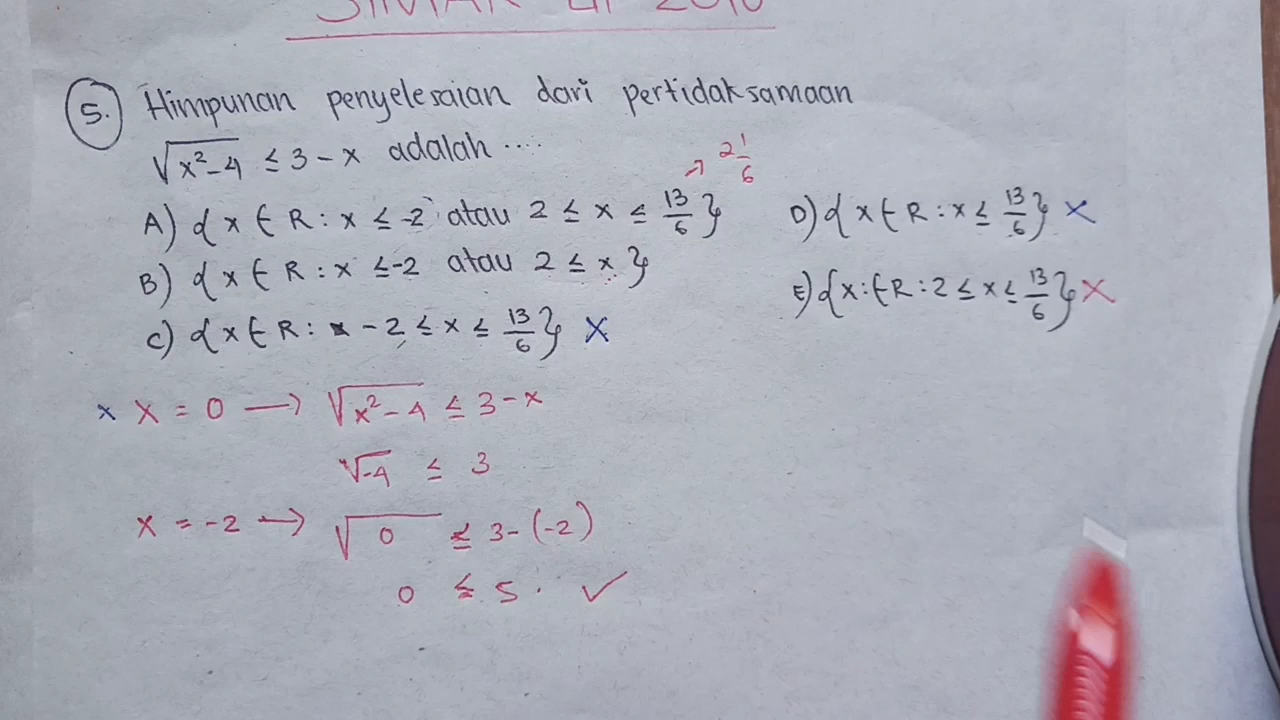 5. Himpunan penyelesaian dari pertidaksamaan
√x²-4 ≤ 3 - x adalah ....
→ 2 1/6
A) {x ∈ R : x ≤ -2 atau 2 ≤ x ≤ 13/6}
B) {x ∈ R : x ≤ -2 atau 2 ≤ x}
C) {x ∈ R : -2 ≤ x ≤ 13/6} X
D) {x ∈ R : x ≤ 13/6} X
E) {x : ∈ R : 2 ≤ x ≤ 13/6} X
x X = 0 → √x²-4 ≤ 3 - x
√-4 ≤ 3
x = -2 → √0 ≤ 3 - (-2)
0 ≤ 5. ✓